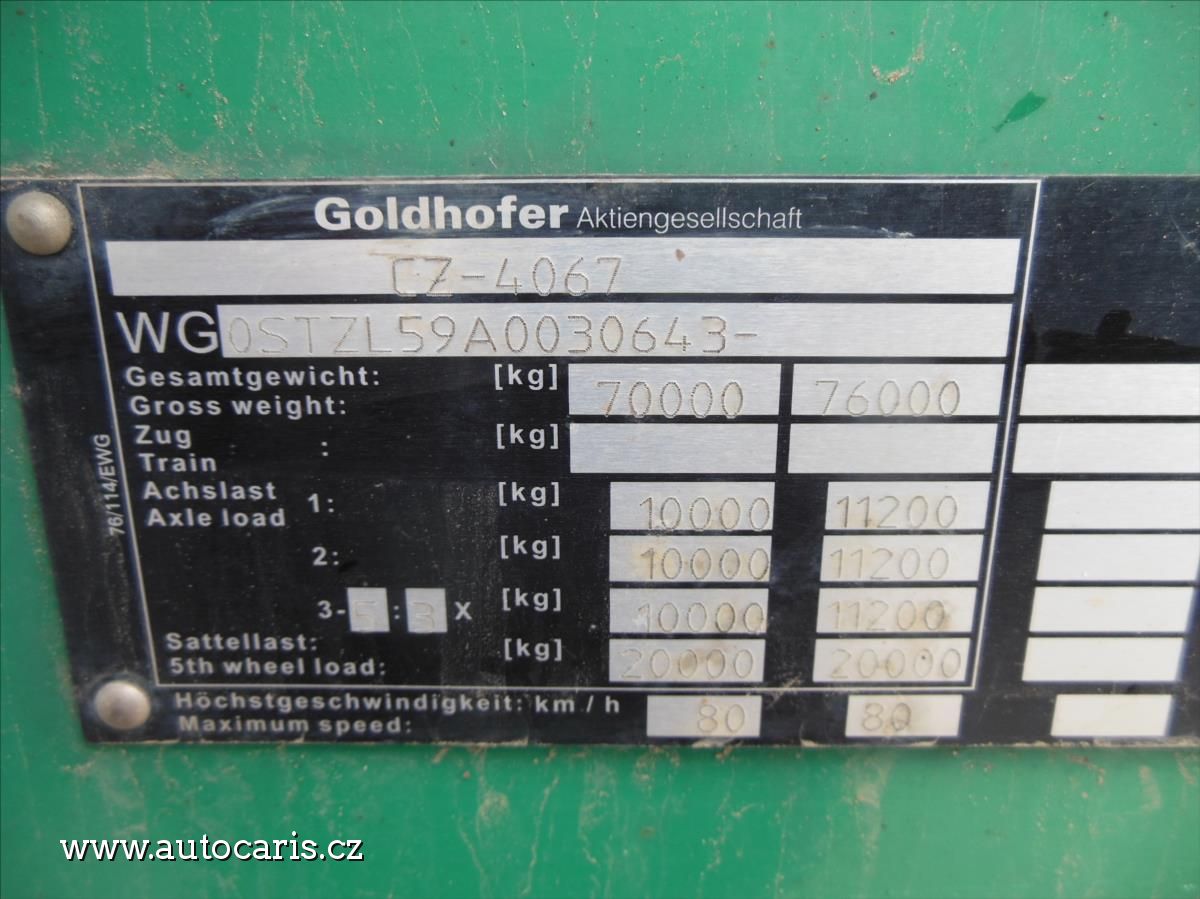 Goldhofer Aktiengesellschaft
CZ-4067
WG0STZL59A0030643-
Gesamtgewicht: [kg] 70000 76000
Gross weight:
Zug : [kg]
Train
Achslast 1: [kg] 10000 11200
Axle load
2: [kg] 10000 11200
3-5:3x [kg] 10000 11200
Sattellast: [kg] 20000 20000
5th wheel load:
Höchstgeschwindigkeit: km/h 80 80
Maximum speed:
76/114/EWG
www.autocaris.cz